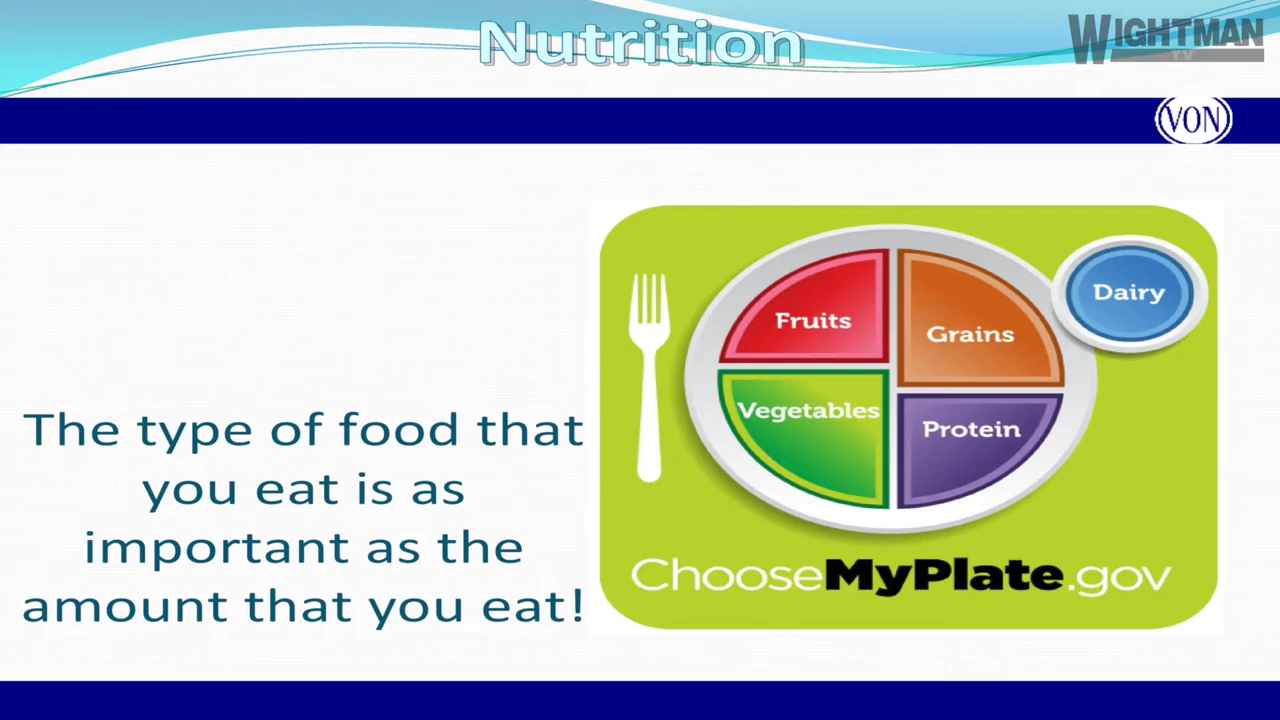 Nutrition
WIGHTMAN
TV
VON
The type of food that
you eat is as
important as the
amount that you eat!
Fruits
Grains
Dairy
Vegetables
Protein
ChooseMyPlate.gov